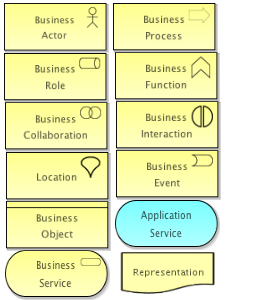 Business
Actor
Business
Process
Business
Role
Business
Function
Business
Collaboration
Business
Interaction
Location
Business
Event
Business
Object
Application
Service
Business
Service
Representation